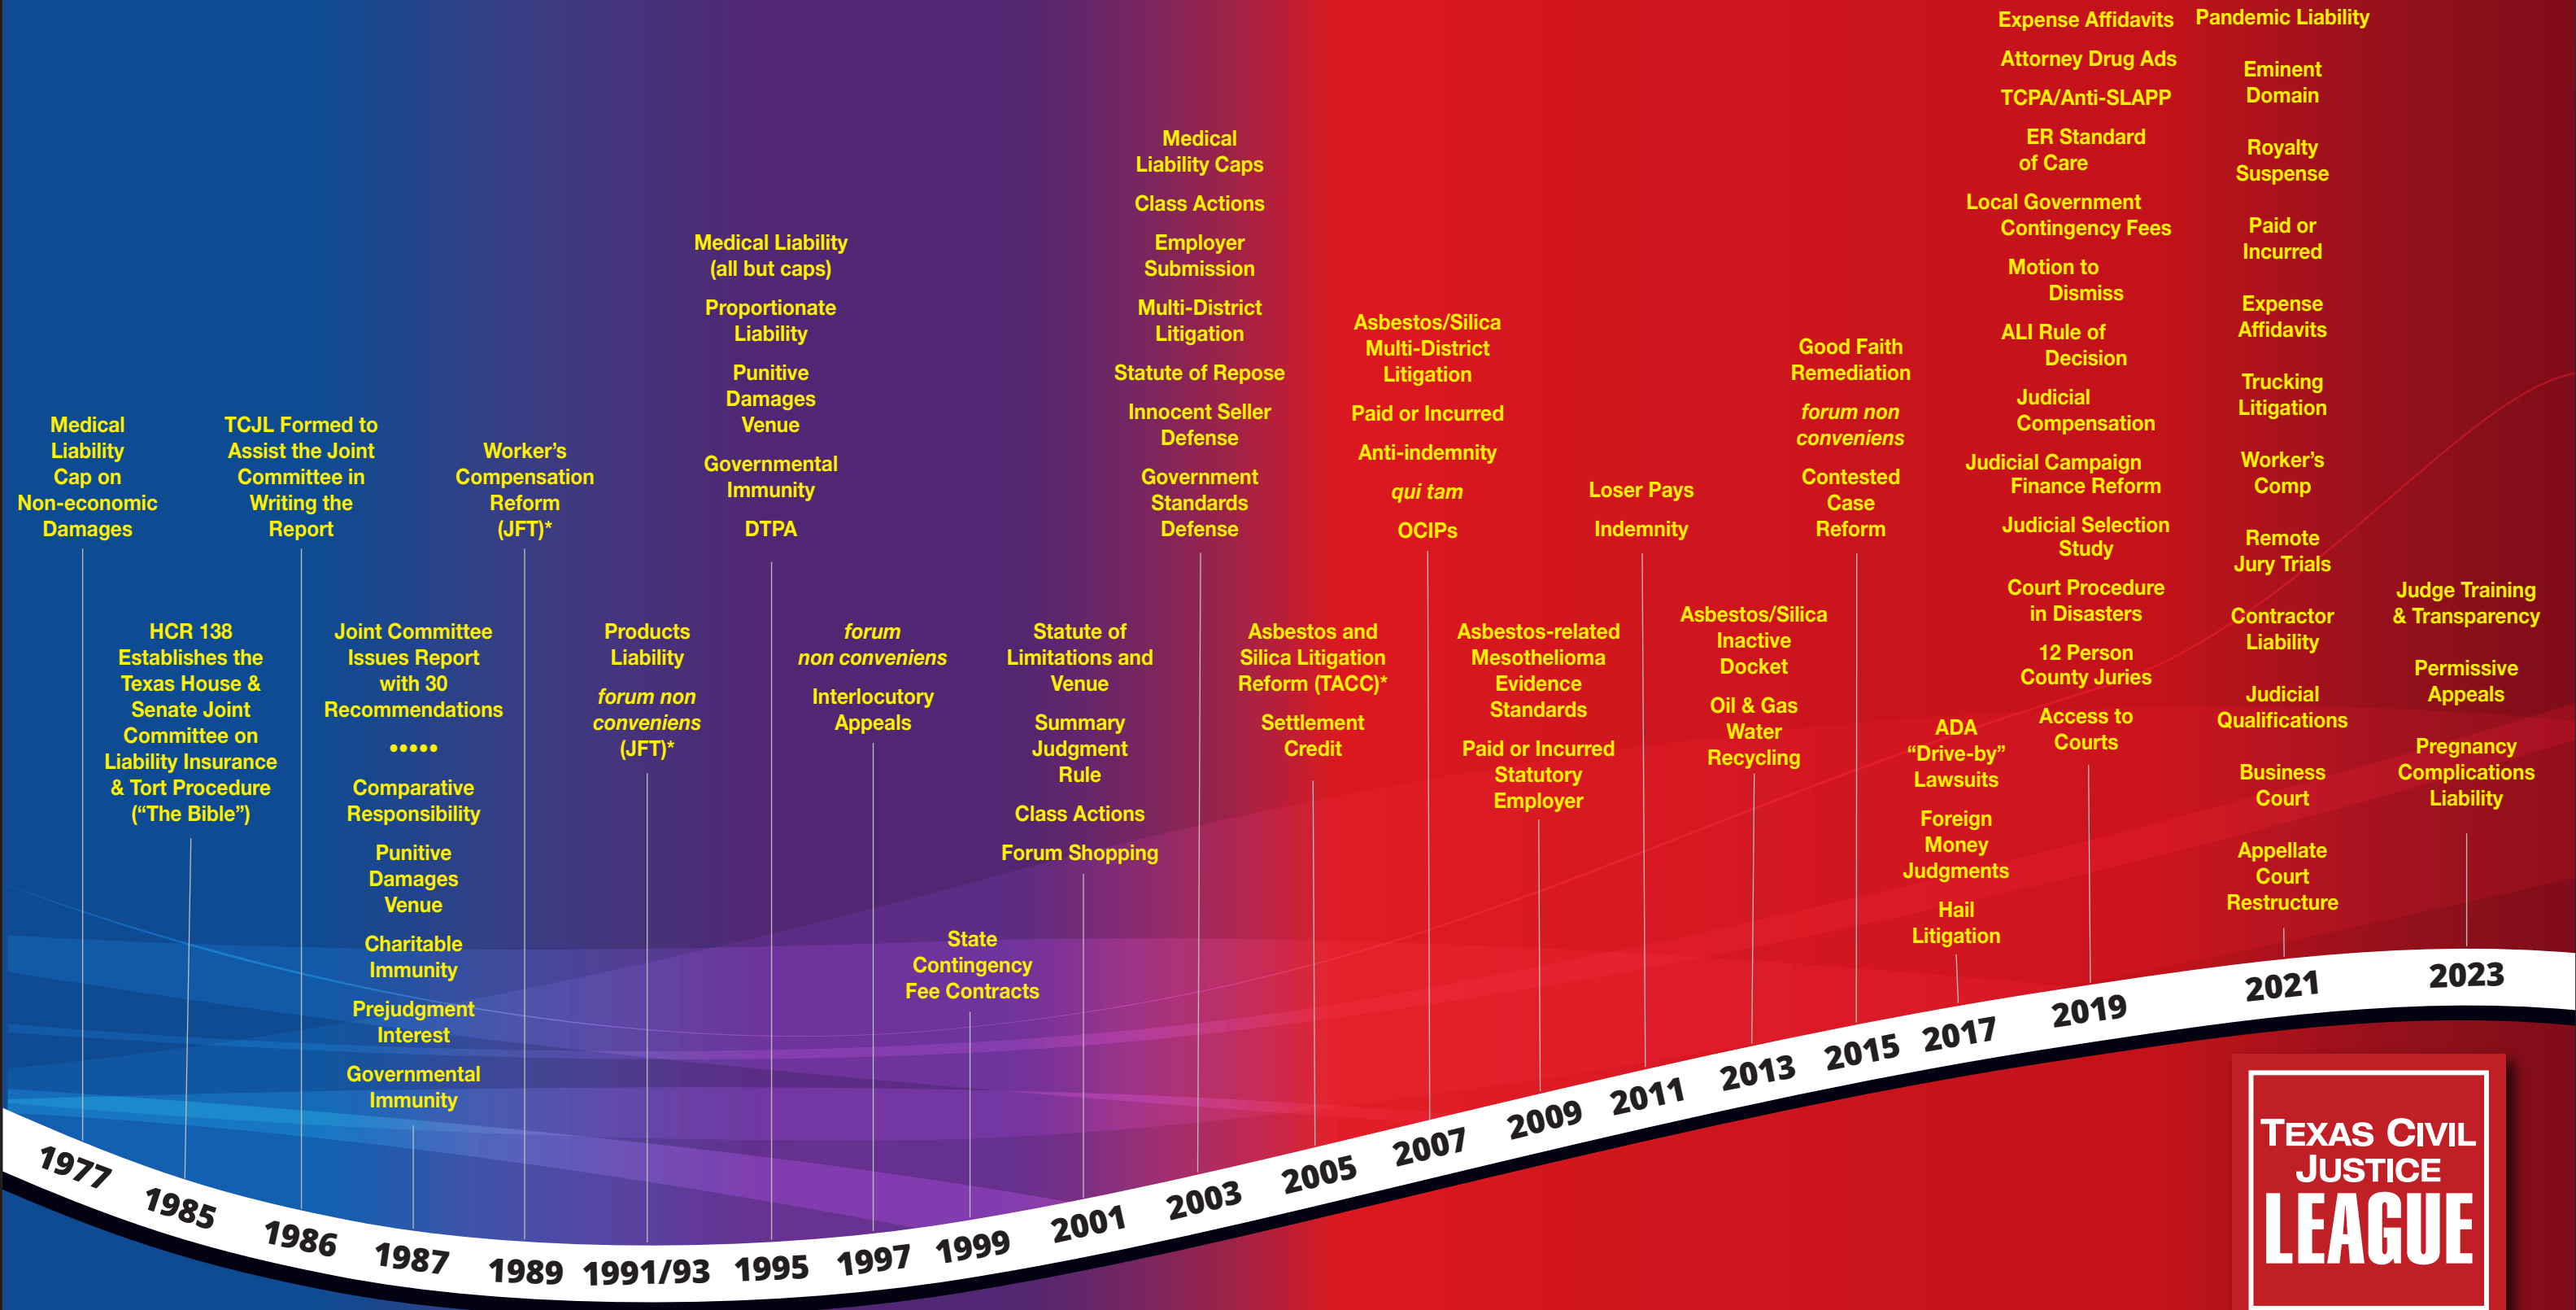 Medical
Liability
Cap on
Non-economic
Damages
1977
HCR 138
Establishes the
Texas House &
Senate Joint
Committee on
Liability Insurance
& Tort Procedure
(“The Bible”)
1985
TCJL Formed to
Assist the Joint
Committee in
Writing the
Report
1986
Joint Committee
Issues Report
with 30
Recommendations
•••••
Comparative
Responsibility
Punitive
Damages
Venue
Charitable
Immunity
Prejudgment
Interest
Governmental
Immunity
1987
Worker’s
Compensation
Reform
(JFT)*
1989
Products
Liability
forum non
conveniens
(JFT)*
1991/93
Medical Liability
(all but caps)
Proportionate
Liability
Punitive
Damages
Venue
Governmental
Immunity
DTPA
1995
forum
non conveniens
Interlocutory
Appeals
1997
State
Contingency
Fee Contracts
1999
Statute of
Limitations and
Venue
Summary
Judgment
Rule
Class Actions
Forum Shopping
2001
Medical
Liability Caps
Class Actions
Employer
Submission
Multi-District
Litigation
Statute of Repose
Innocent Seller
Defense
Government
Standards
Defense
2003
Asbestos and
Silica Litigation
Reform (TACC)*
Settlement
Credit
2005
Asbestos/Silica
Multi-District
Litigation
Paid or Incurred
Anti-indemnity
qui tam
OCIPs
2007
Asbestos-related
Mesothelioma
Evidence
Standards
Paid or Incurred
Statutory
Employer
2009
Loser Pays
Indemnity
2011
Asbestos/Silica
Inactive
Docket
Oil & Gas
Water
Recycling
2013
Good Faith
Remediation
forum non
conveniens
Contested
Case
Reform
2015
ADA
“Drive-by”
Lawsuits
Foreign
Money
Judgments
Hail
Litigation
2017
Expense Affidavits
Attorney Drug Ads
TCPA/Anti-SLAPP
ER Standard
of Care
Local Government
Contingency Fees
Motion to
Dismiss
ALI Rule of
Decision
Judicial
Compensation
Judicial Campaign
Finance Reform
Judicial Selection
Study
Court Procedure
in Disasters
12 Person
County Juries
Access to
Courts
2019
Pandemic Liability
Eminent
Domain
Royalty
Suspense
Paid or
Incurred
Expense
Affidavits
Trucking
Litigation
Worker’s
Comp
Remote
Jury Trials
Contractor
Liability
Judicial
Qualifications
Business
Court
Appellate
Court
Restructure
2021
Judge Training
& Transparency
Permissive
Appeals
Pregnancy
Complications
Liability
2023
TEXAS CIVIL
JUSTICE
LEAGUE